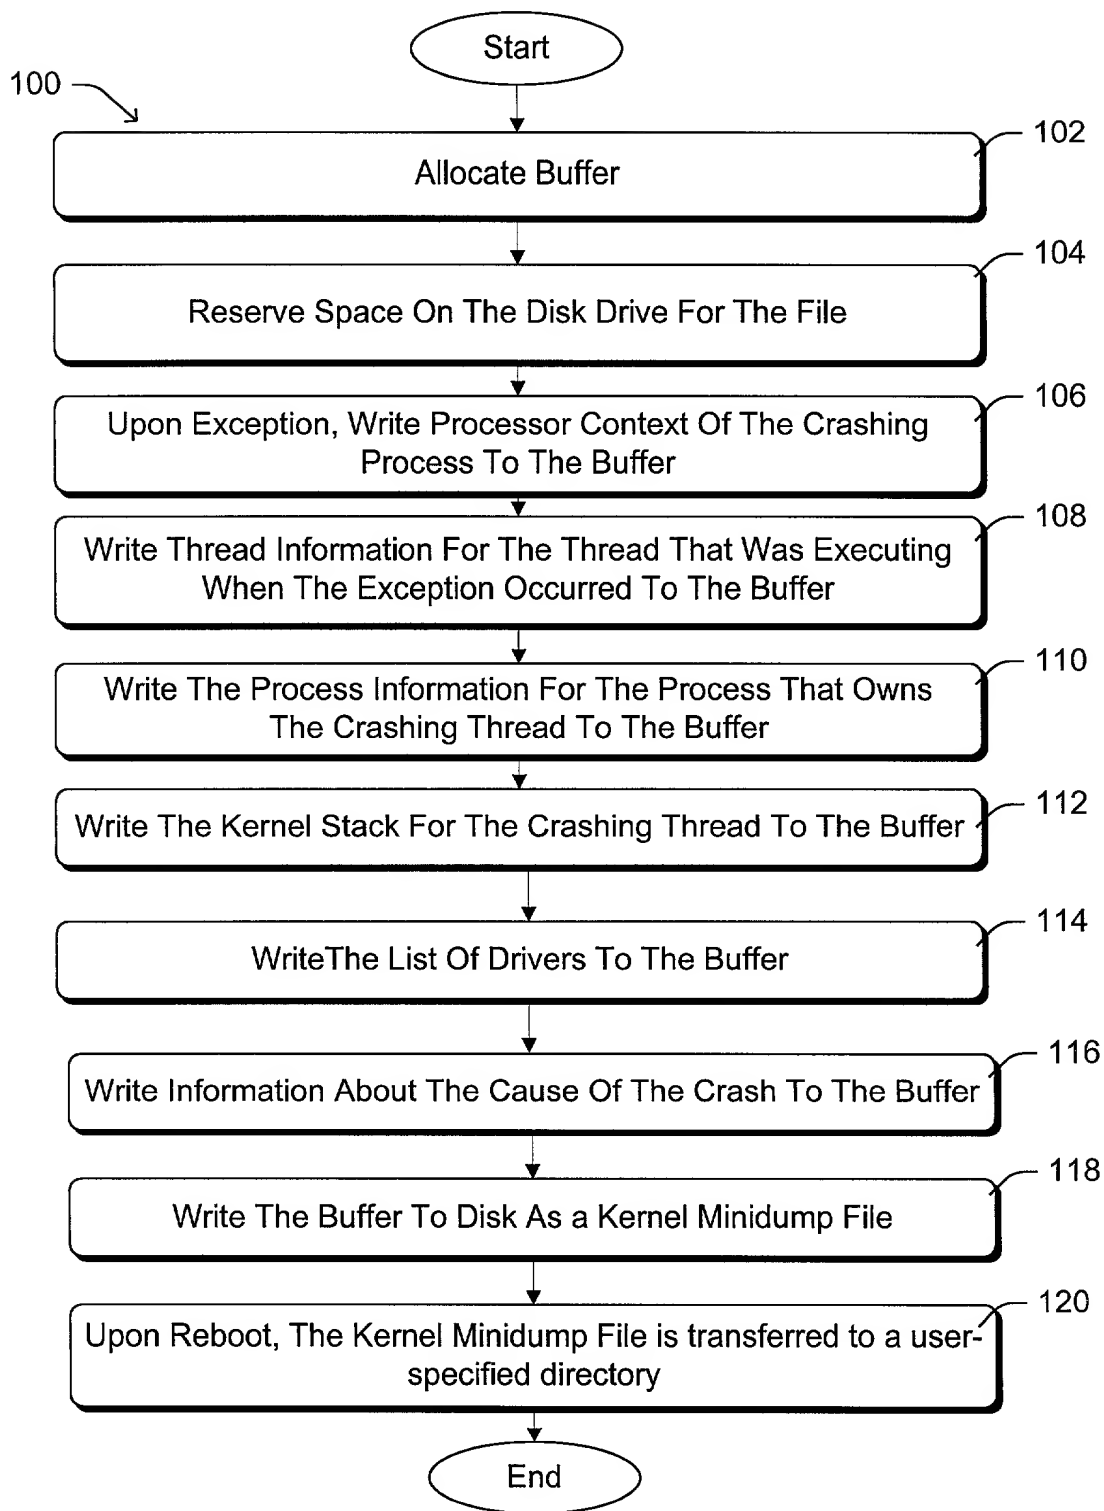 Start
100
102
Allocate Buffer
104
Reserve Space On The Disk Drive For The File
106
Upon Exception, Write Processor Context Of The Crashing
Process To The Buffer
108
Write Thread Information For The Thread That Was Executing
When The Exception Occurred To The Buffer
110
Write The Process Information For The Process That Owns
The Crashing Thread To The Buffer
112
Write The Kernel Stack For The Crashing Thread To The Buffer
114
WriteThe List Of Drivers To The Buffer
116
Write Information About The Cause Of The Crash To The Buffer
118
Write The Buffer To Disk As a Kernel Minidump File
120
Upon Reboot, The Kernel Minidump File is transferred to a user-
specified directory
End